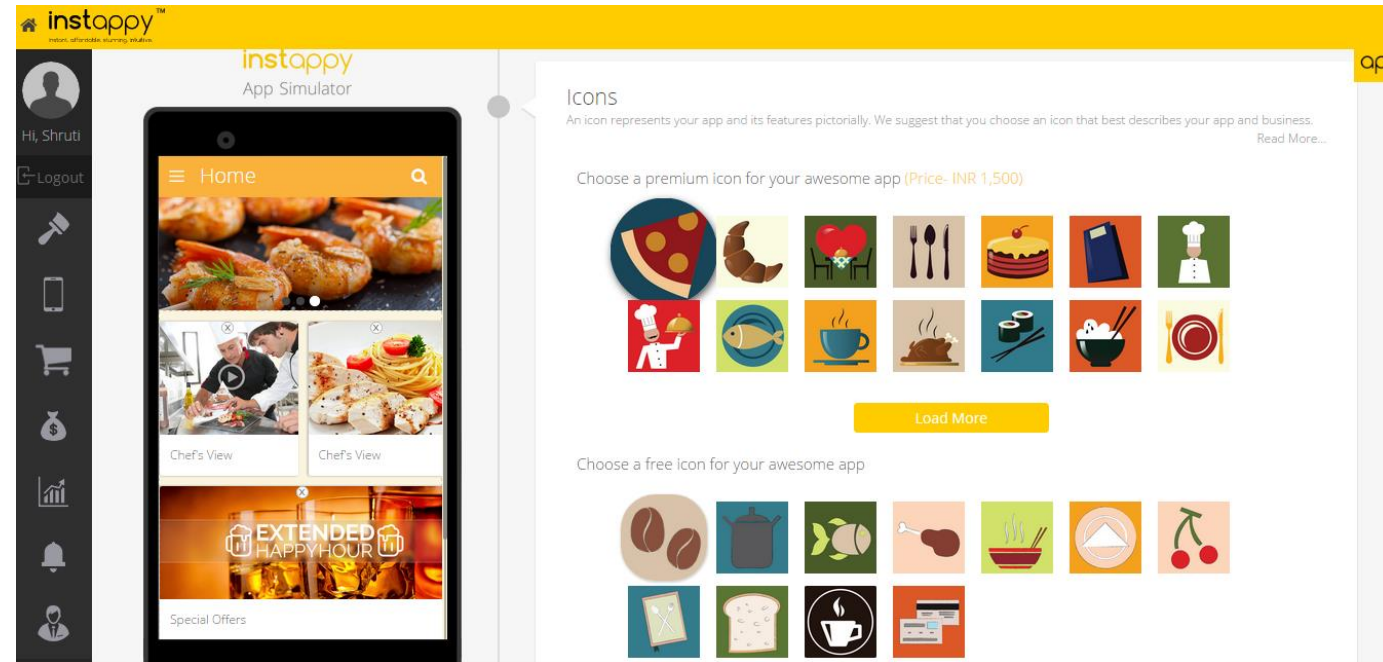 instappy™
instant. affordable. stunning. intuitive.
Hi, Shruti
Logout
instappy
App Simulator
Home
Chef's View
Chef's View
EXTENDED
HAPPYHOUR
Special Offers
Icons
An icon represents your app and its features pictorially. We suggest that you choose an icon that best describes your app and business.
Read More...
Choose a premium icon for your awesome app (Price- INR 1,500)
Load More
Choose a free icon for your awesome app